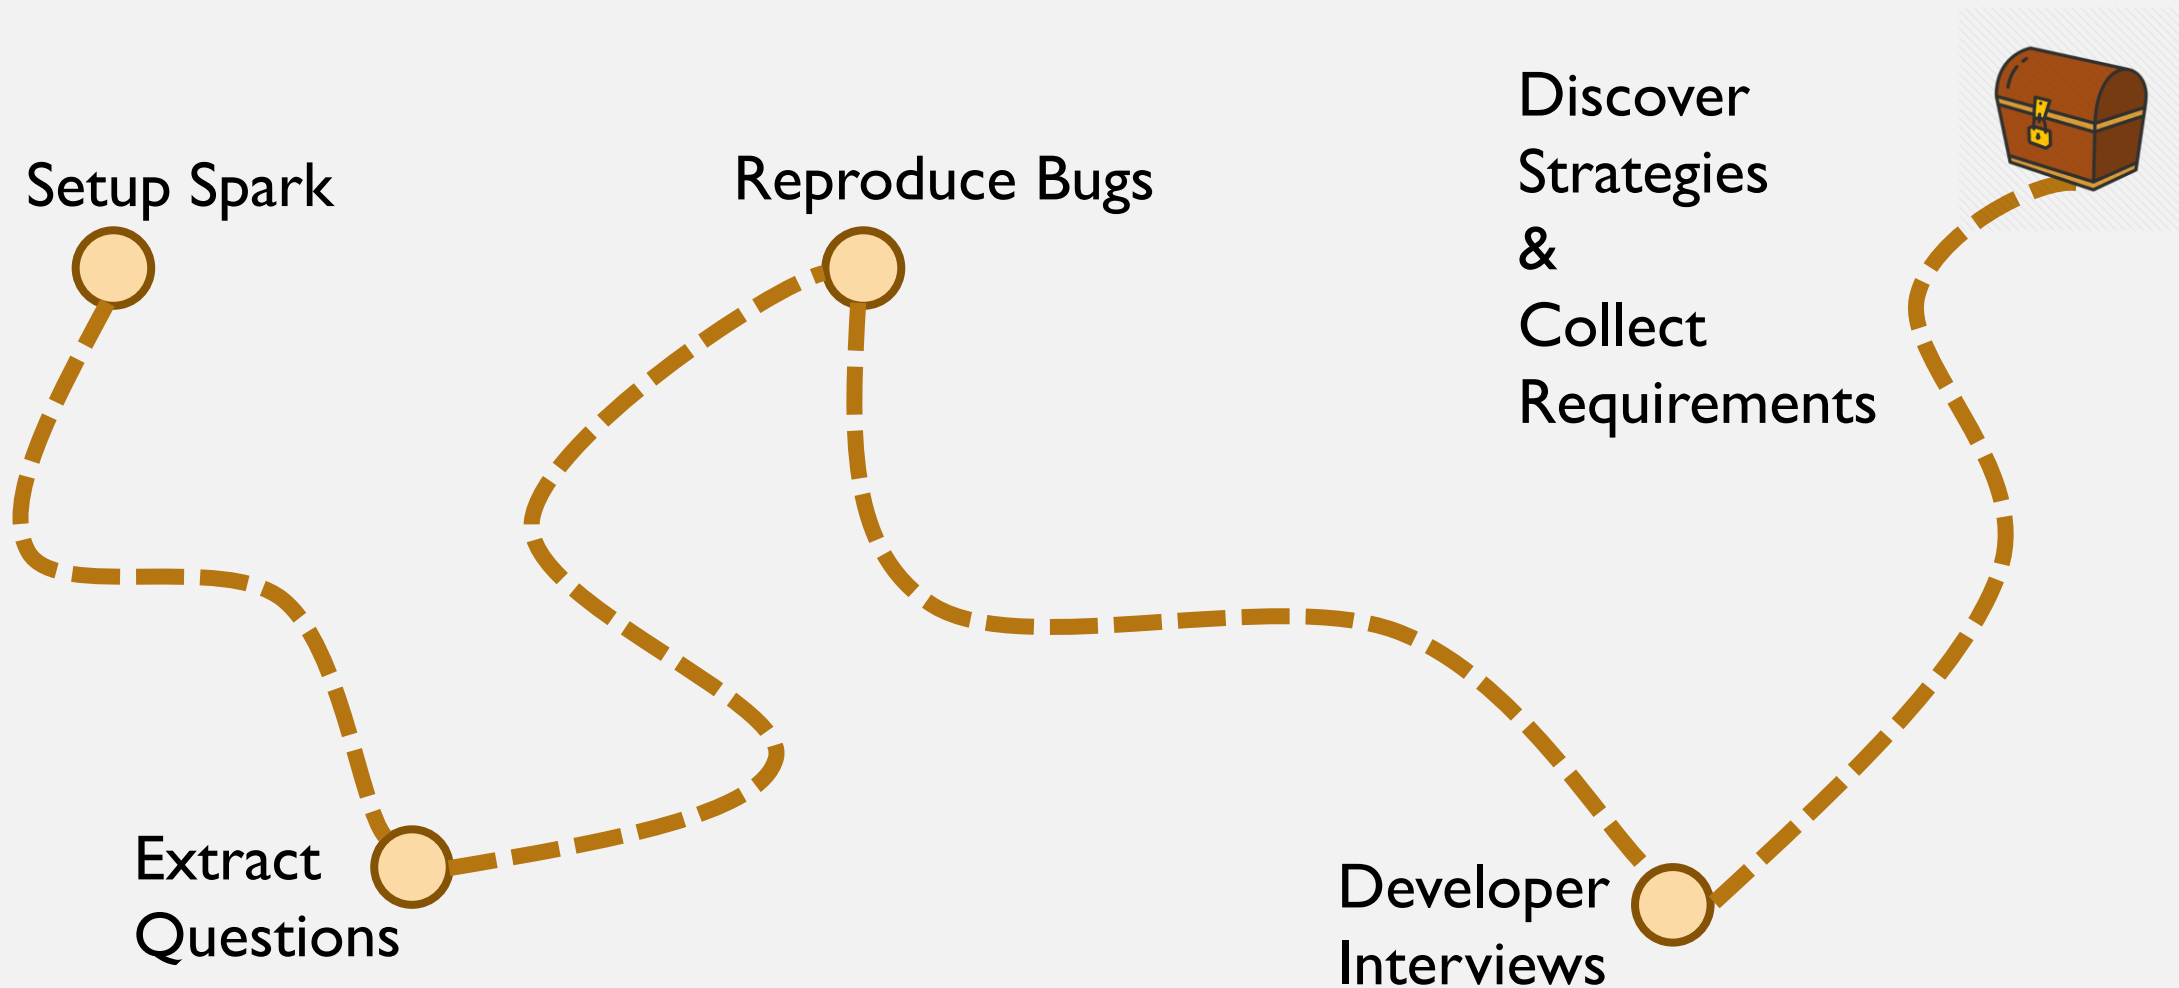 Setup Spark
Extract
Questions
Reproduce Bugs
Developer
Interviews
Discover
Strategies
&
Collect
Requirements